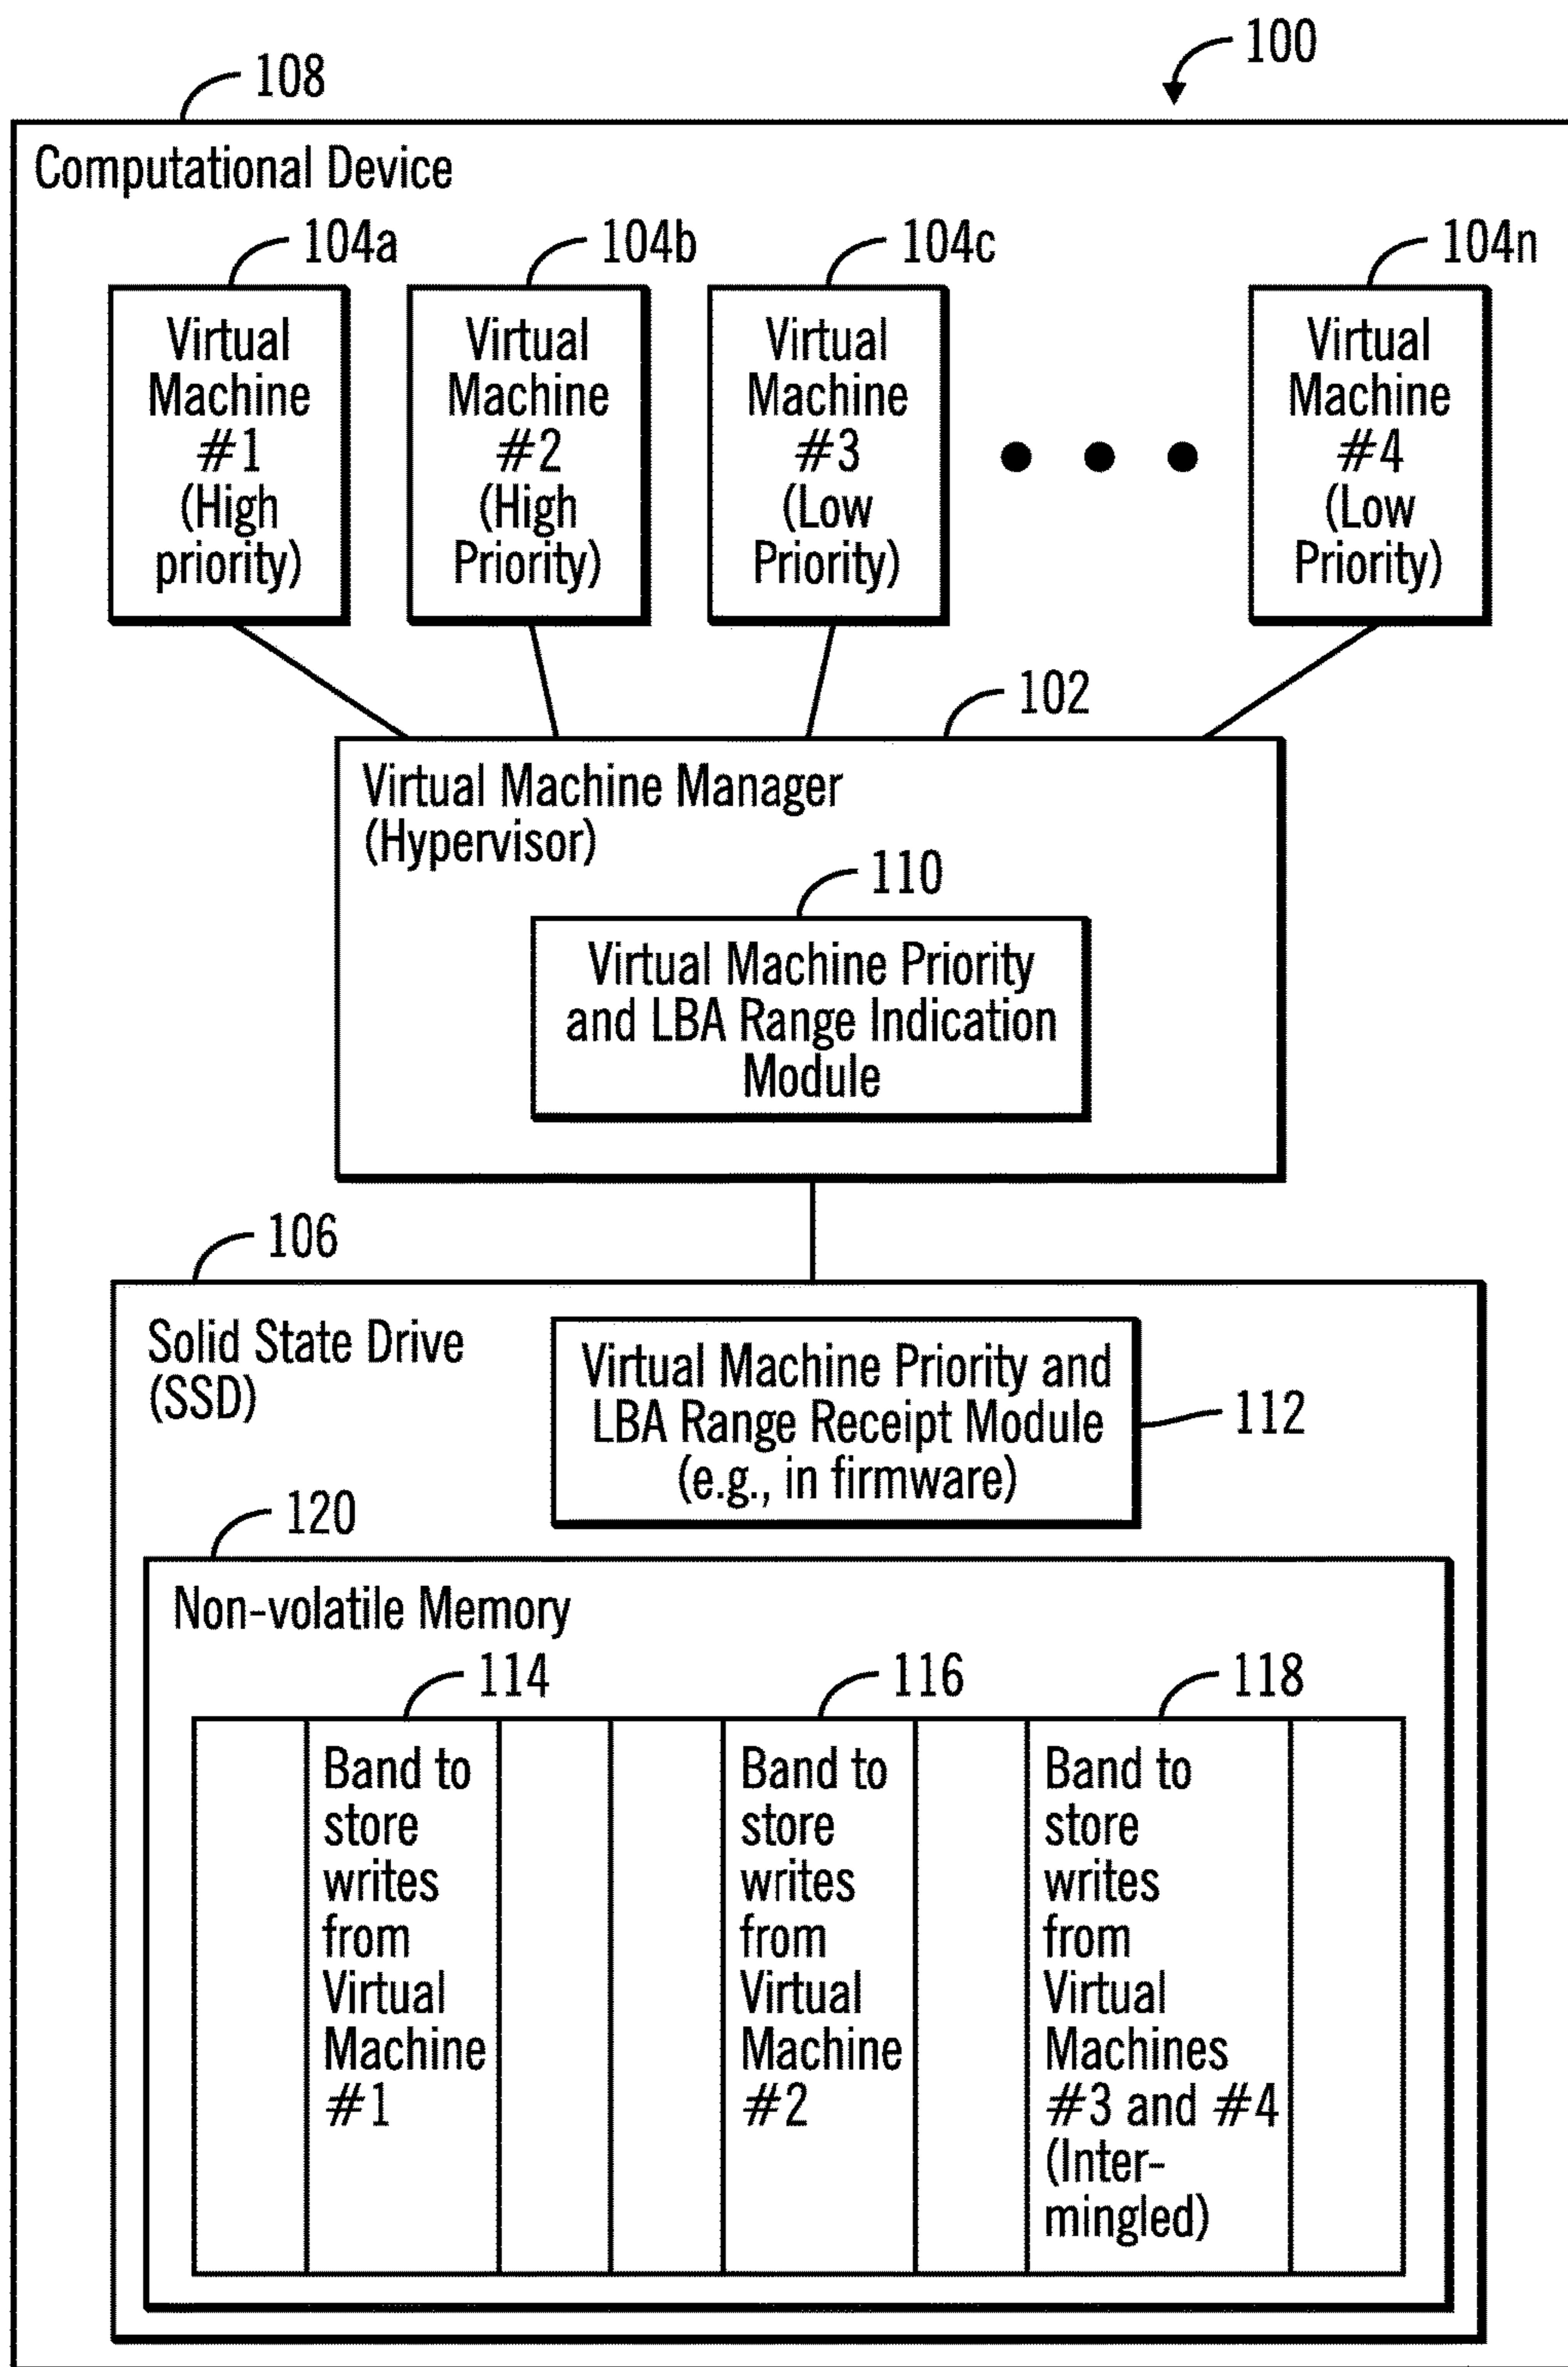 100
108
Computational Device
104a
104b
104c
104n
Virtual
Machine
#1
(High
priority)
Virtual
Machine
#2
(High
Priority)
Virtual
Machine
#3
(Low
Priority)
Virtual
Machine
#4
(Low
Priority)
102
Virtual Machine Manager
(Hypervisor)
110
Virtual Machine Priority
and LBA Range Indication
Module
106
Solid State Drive
(SSD)
Virtual Machine Priority and
LBA Range Receipt Module
(e.g., in firmware)
112
120
Non-volatile Memory
114
116
118
Band to
store
writes
from
Virtual
Machine
#1
Band to
store
writes
from
Virtual
Machine
#2
Band to
store
writes
from
Virtual
Machines
#3 and #4
(Inter-
mingled)